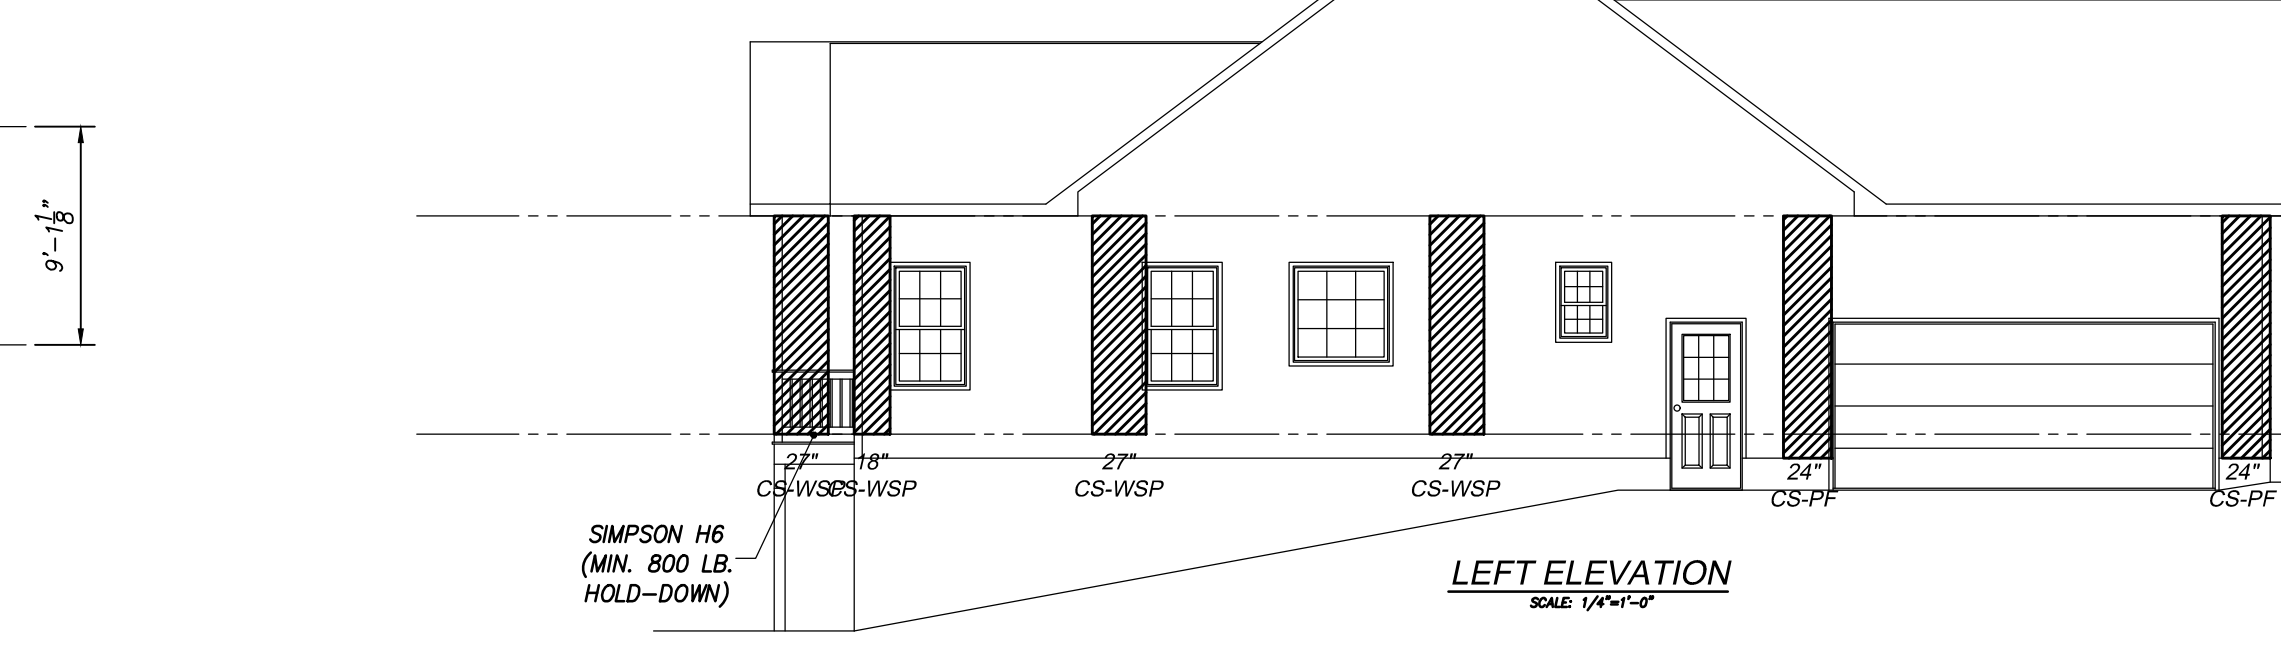 9'-1 1/8"
27"
CS-WSP
18"
CS-WSP
27"
CS-WSP
27"
CS-WSP
24"
CS-PF
24"
CS-PF
SIMPSON H6
(MIN. 800 LB.
HOLD-DOWN)
LEFT ELEVATION
SCALE: 1/4"=1'-0"